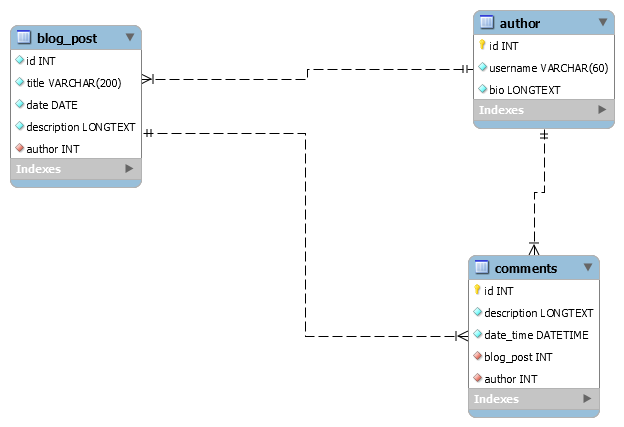 blog_post
id INT
title VARCHAR(200)
date DATE
description LONGTEXT
author INT
Indexes
author
id INT
username VARCHAR(60)
bio LONGTEXT
Indexes
comments
id INT
description LONGTEXT
date_time DATETIME
blog_post INT
author INT
Indexes